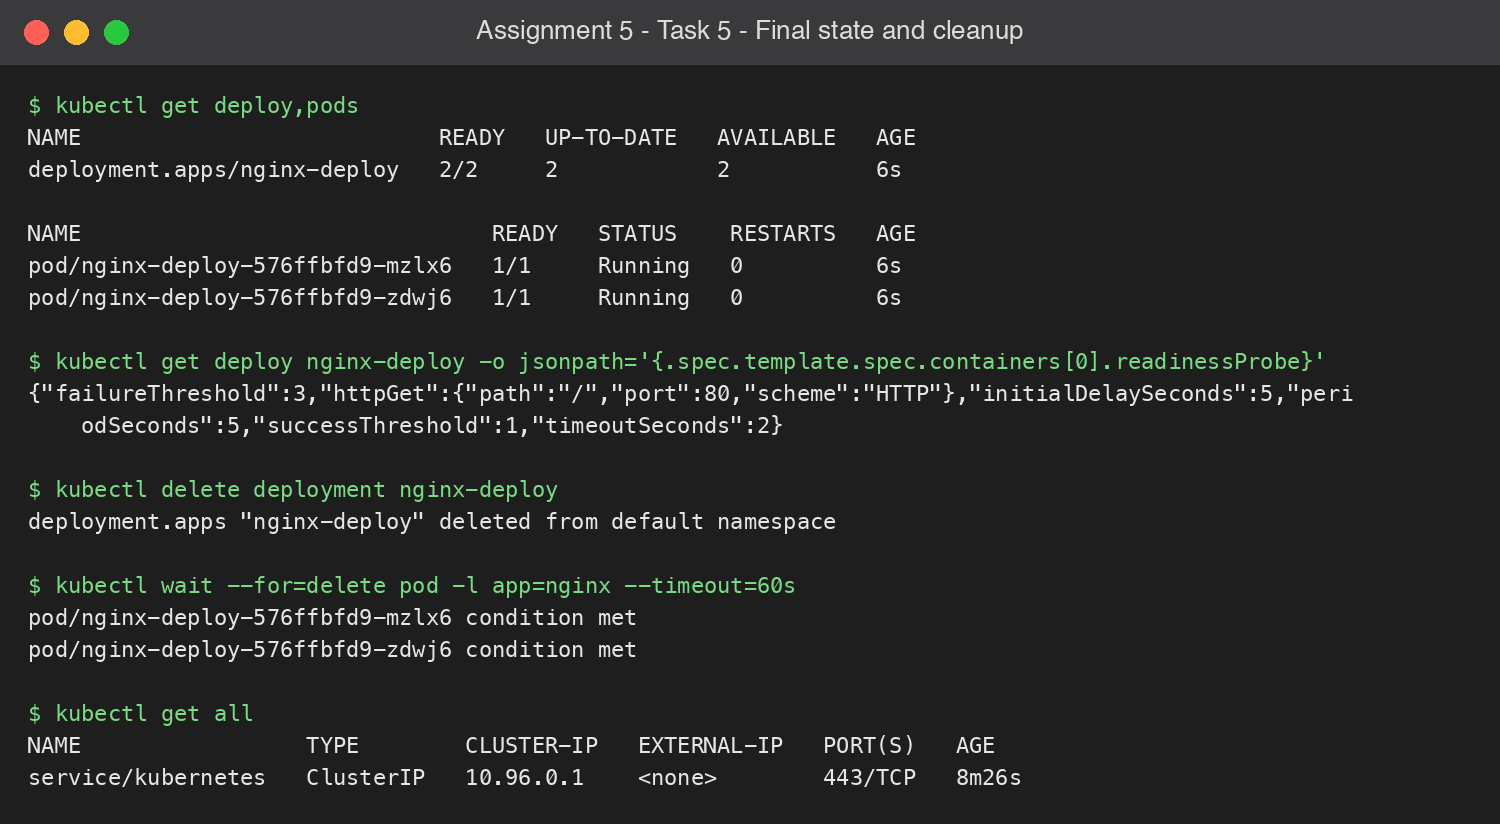 Assignment 5 - Task 5 - Final state and cleanup
$ kubectl get deploy,pods
NAME                           READY   UP-TO-DATE   AVAILABLE   AGE
deployment.apps/nginx-deploy   2/2     2            2           6s
NAME                               READY   STATUS    RESTARTS   AGE
pod/nginx-deploy-576ffbfd9-mzlx6   1/1     Running   0          6s
pod/nginx-deploy-576ffbfd9-zdwj6   1/1     Running   0          6s
$ kubectl get deploy nginx-deploy -o jsonpath='{.spec.template.spec.containers[0].readinessProbe}'
{"failureThreshold":3,"httpGet":{"path":"/","port":80,"scheme":"HTTP"},"initialDelaySeconds":5,"peri
    odSeconds":5,"successThreshold":1,"timeoutSeconds":2}
$ kubectl delete deployment nginx-deploy
deployment.apps "nginx-deploy" deleted from default namespace
$ kubectl wait --for=delete pod -l app=nginx --timeout=60s
pod/nginx-deploy-576ffbfd9-mzlx6 condition met
pod/nginx-deploy-576ffbfd9-zdwj6 condition met
$ kubectl get all
NAME                 TYPE        CLUSTER-IP   EXTERNAL-IP   PORT(S)   AGE
service/kubernetes   ClusterIP   10.96.0.1    <none>        443/TCP   8m26s